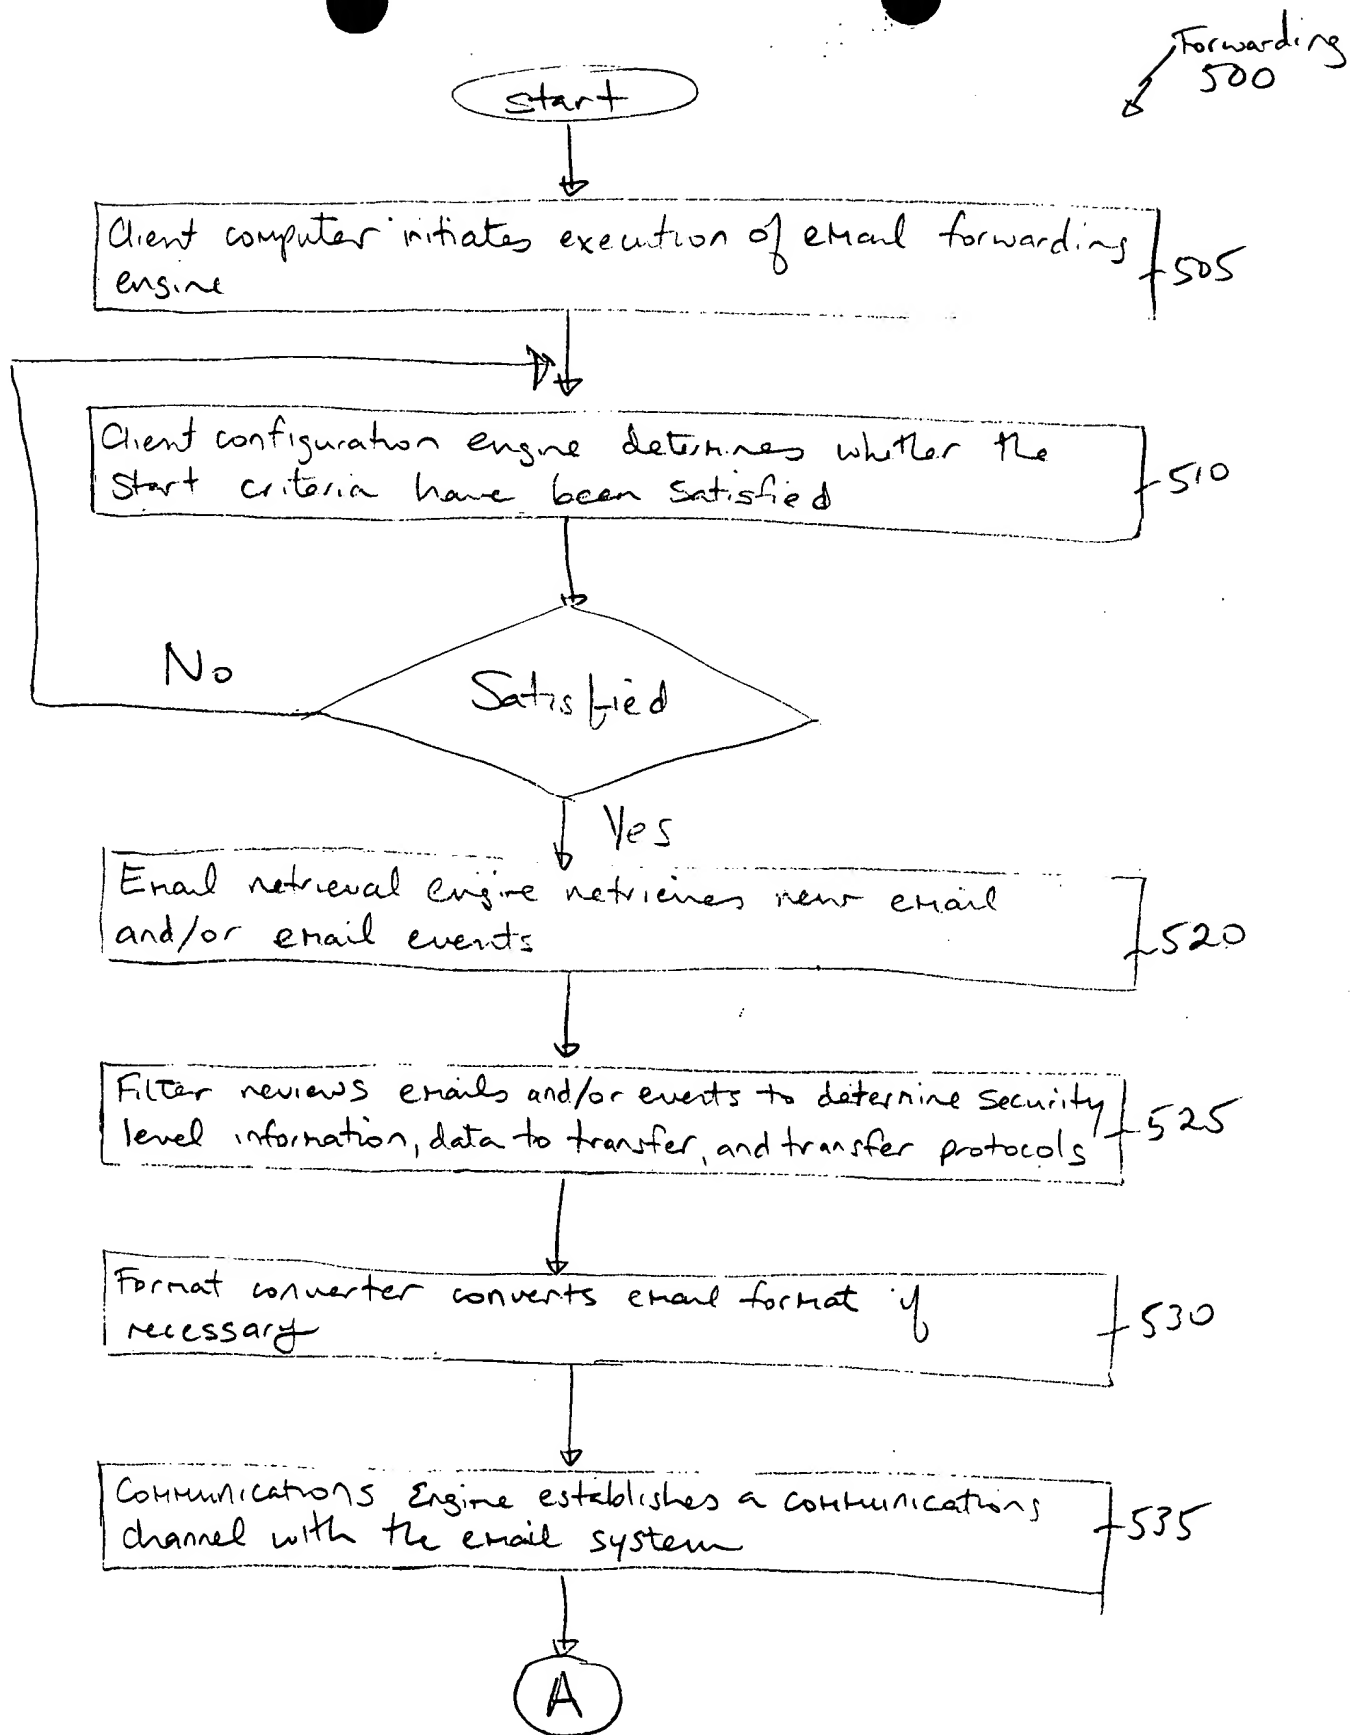 Forwarding
500
start
Client computer initiates execution of email forwarding
engine
505
Client configuration engine determines whether the
start criteria have been satisfied
510
Satisfied
No
Yes
Email retrieval engine retrieves new email
and/or email events
520
Filter reviews emails and/or events to determine security
level information, data to transfer, and transfer protocols
525
Format converter converts email format if
necessary
530
Communications Engine establishes a communications
channel with the email system
535
A